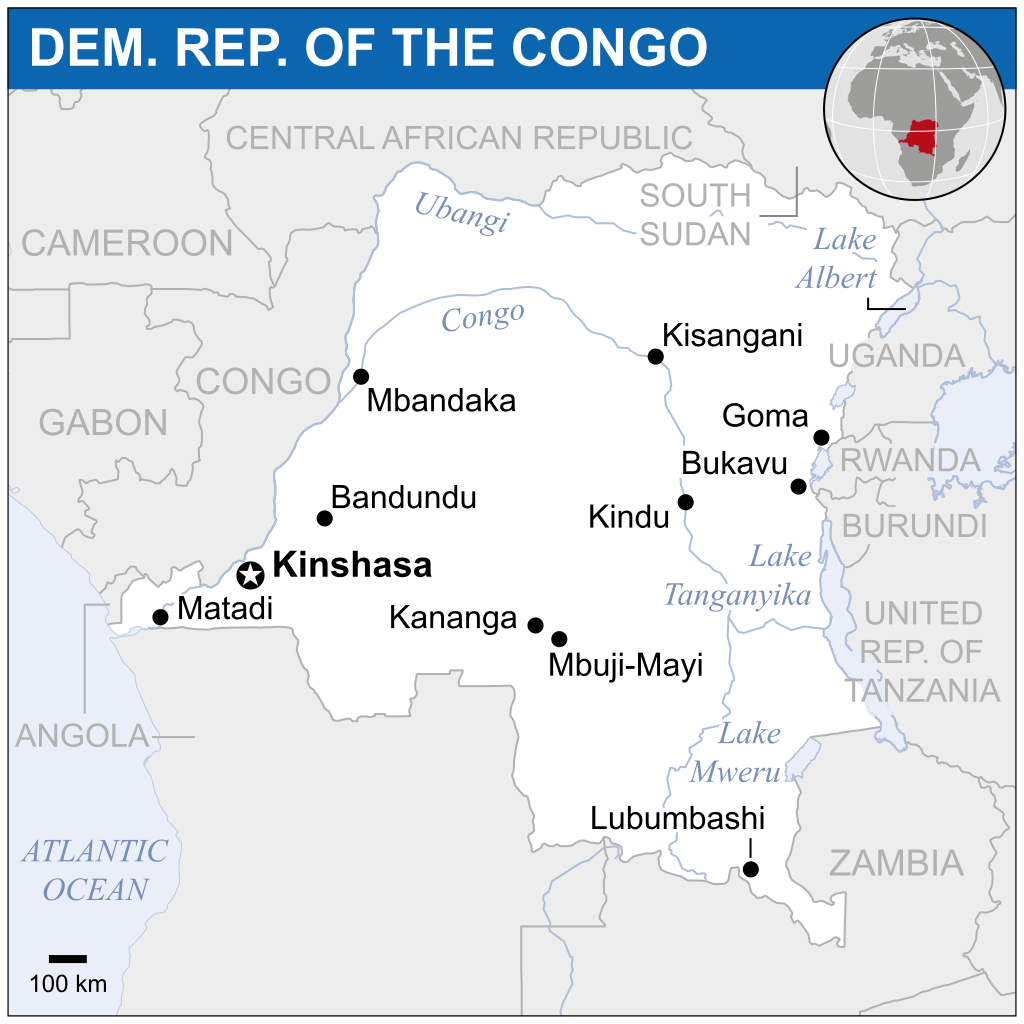 DEM. REP. OF THE CONGO
CENTRAL AFRICAN REPUBLIC
SOUTH
SUDAN
Ubangi
CAMEROON
Lake
Albert
Congo
Kisangani
UGANDA
CONGO
Mbandaka
GABON
Goma
Bukavu
RWANDA
Bandundu
Kindu
BURUNDI
Kinshasa
Lake
Tanganyika
Matadi
Kananga
UNITED
REP. OF
TANZANIA
Mbuji-Mayi
ANGOLA
Lake
Mweru
Lubumbashi
ATLANTIC
OCEAN
ZAMBIA
100 km